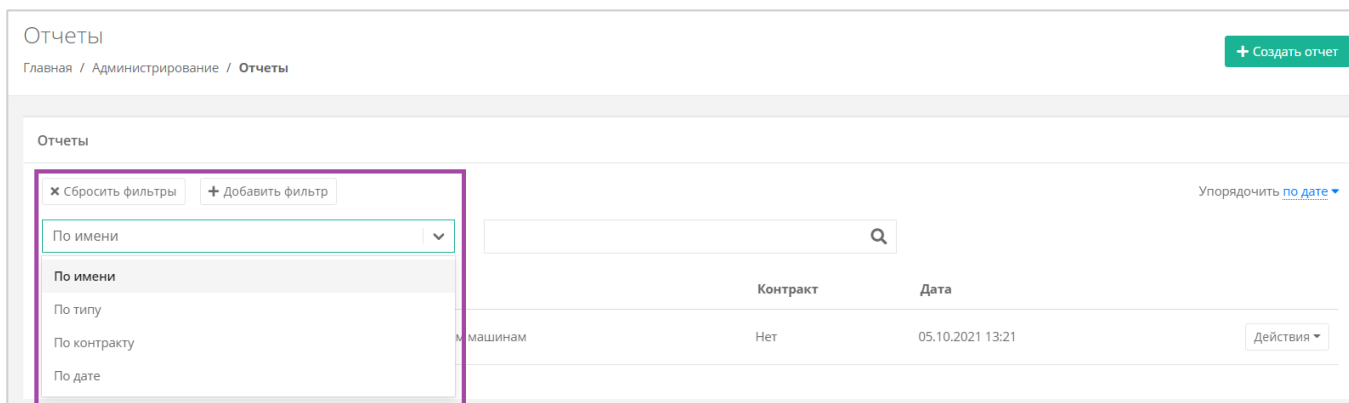 Отчеты
+ Создать отчет
Главная / Администрирование / Отчеты
Отчеты
× Сбросить фильтры + Добавить фильтр Упорядочить по дате
По имени
По имени
Контракт Дата
По типу
машинам Нет 05.10.2021 13:21 Действия
По контракту
По дате